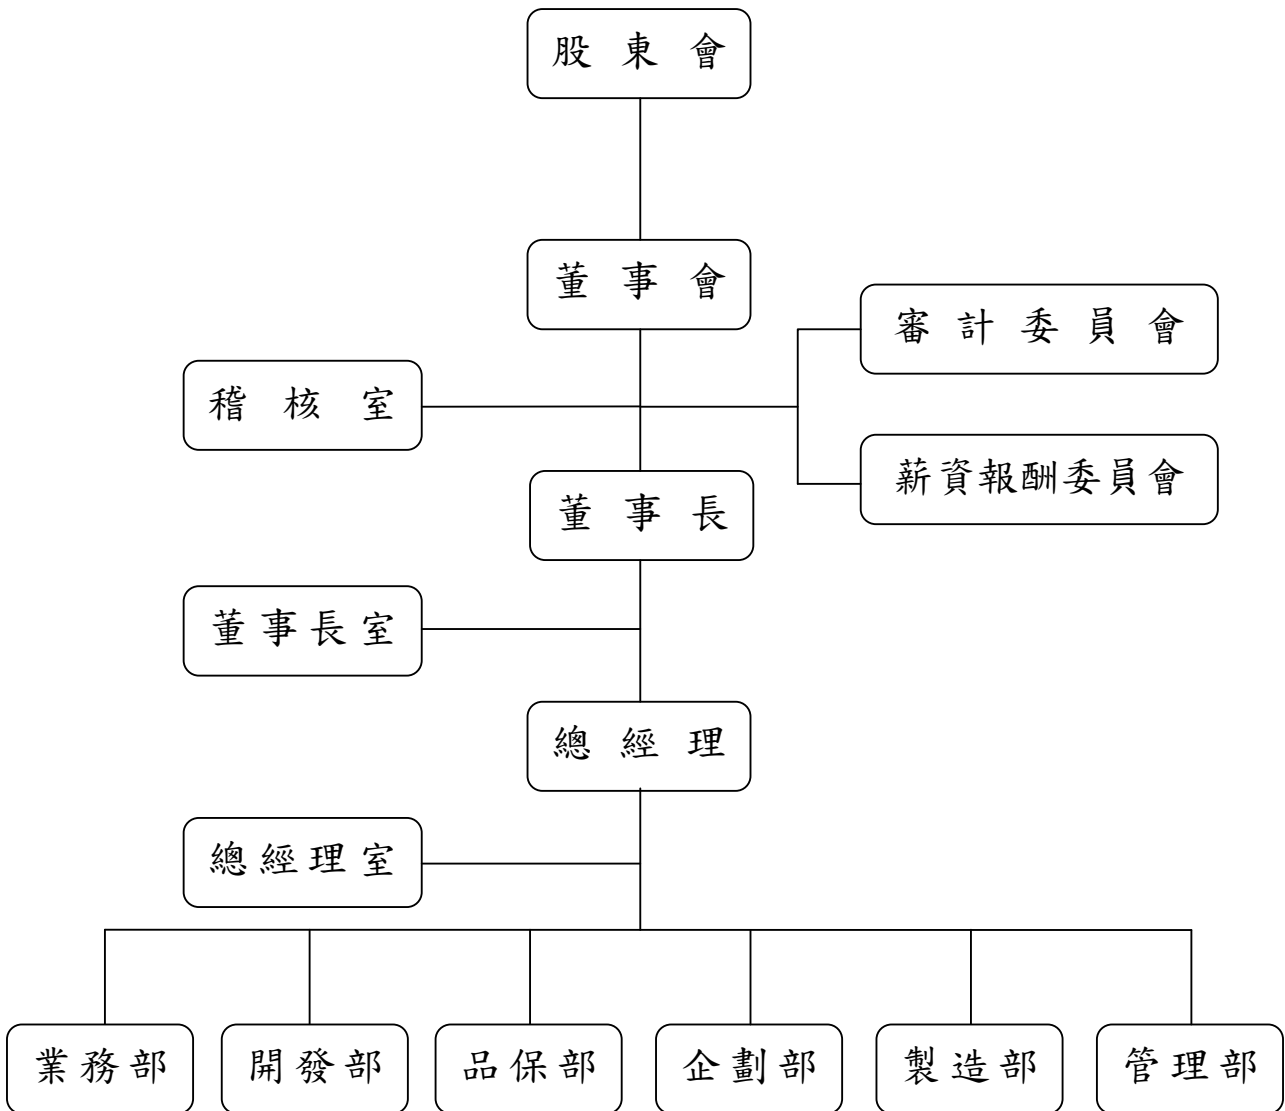 股東會
董事會
審計委員會
稽核室
薪資報酬委員會
董事長
董事長室
總經理
總經理室
業務部
開發部
品保部
企劃部
製造部
管理部